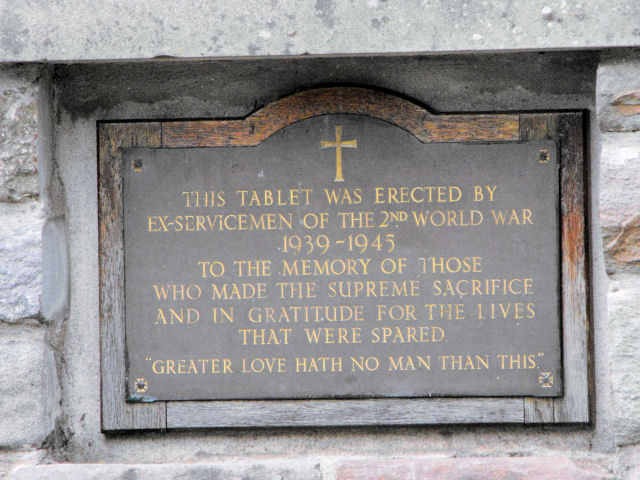 THIS TABLET WAS ERECTED BY
EX-SERVICEMEN OF THE 2ND WORLD WAR
1939-1945
TO THE MEMORY OF THOSE
WHO MADE THE SUPREME SACRIFICE
AND IN GRATITUDE FOR THE LIVES
THAT WERE SPARED.
"GREATER LOVE HATH NO MAN THAN THIS."